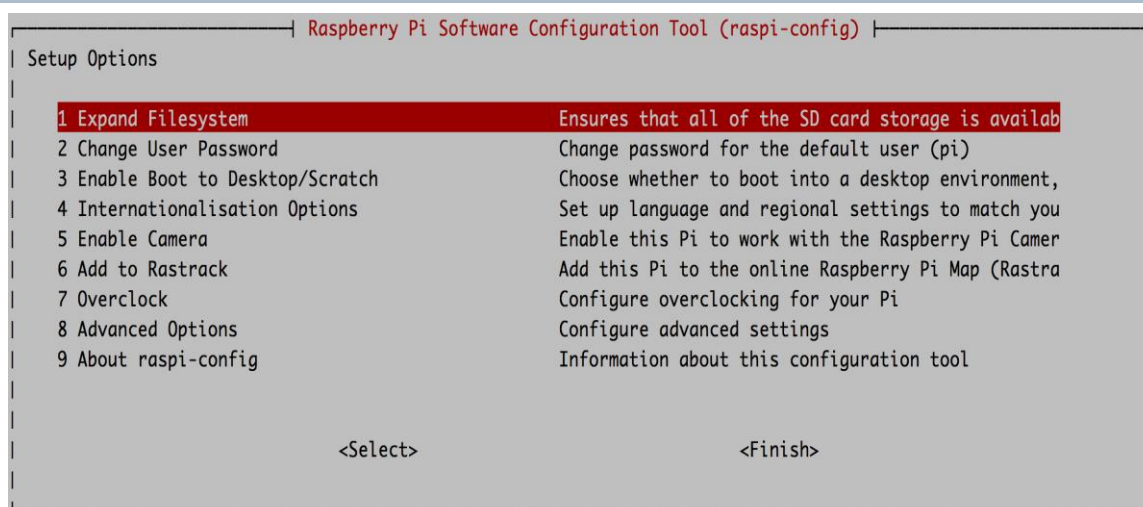 Raspberry Pi Software Configuration Tool (raspi-config)
Setup Options
1 Expand Filesystem Ensures that all of the SD card storage is availab
2 Change User Password Change password for the default user (pi)
3 Enable Boot to Desktop/Scratch Choose whether to boot into a desktop environment,
4 Internationalisation Options Set up language and regional settings to match you
5 Enable Camera Enable this Pi to work with the Raspberry Pi Camer
6 Add to Rastrack Add this Pi to the online Raspberry Pi Map (Rastra
7 Overclock Configure overclocking for your Pi
8 Advanced Options Configure advanced settings
9 About raspi-config Information about this configuration tool
<Select> <Finish>